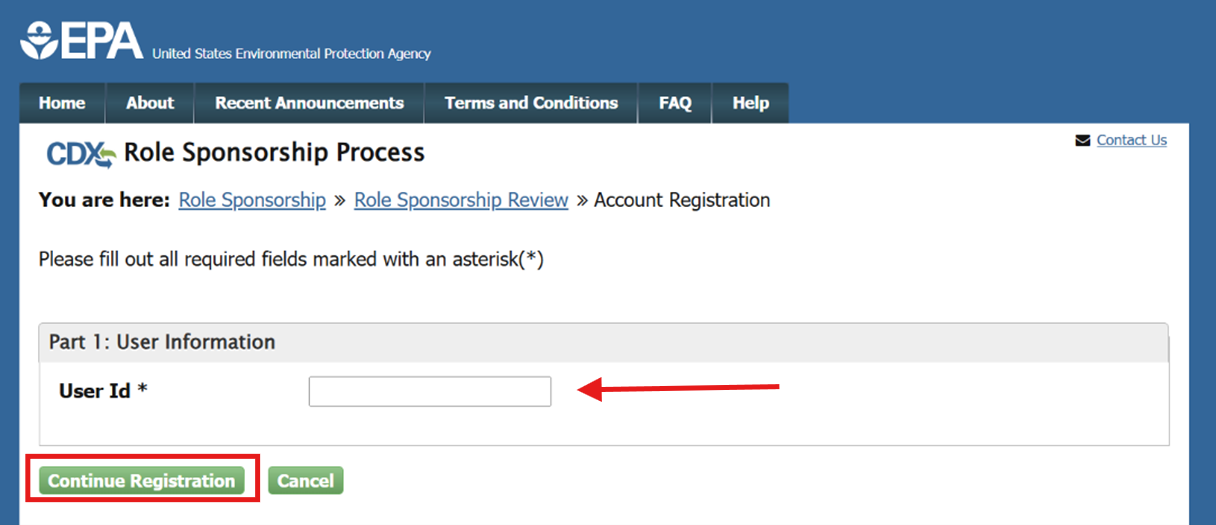 EPA United States Environmental Protection Agency
Home About Recent Announcements Terms and Conditions FAQ Help
Contact Us
CDX Role Sponsorship Process
You are here: Role Sponsorship » Role Sponsorship Review » Account Registration
Please fill out all required fields marked with an asterisk(*)
Part 1: User Information
User Id *
Continue Registration Cancel